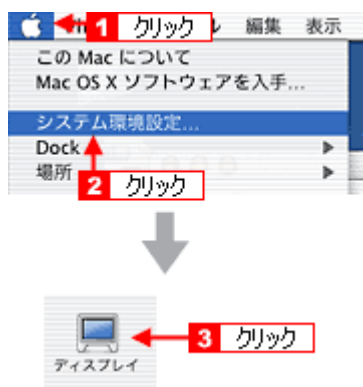 1 クリック 編集 表示
この Mac について
Mac OS X ソフトウェアを入手...
システム環境設定...
Dock
場所
2 クリック
3 クリック
ディスプレイ